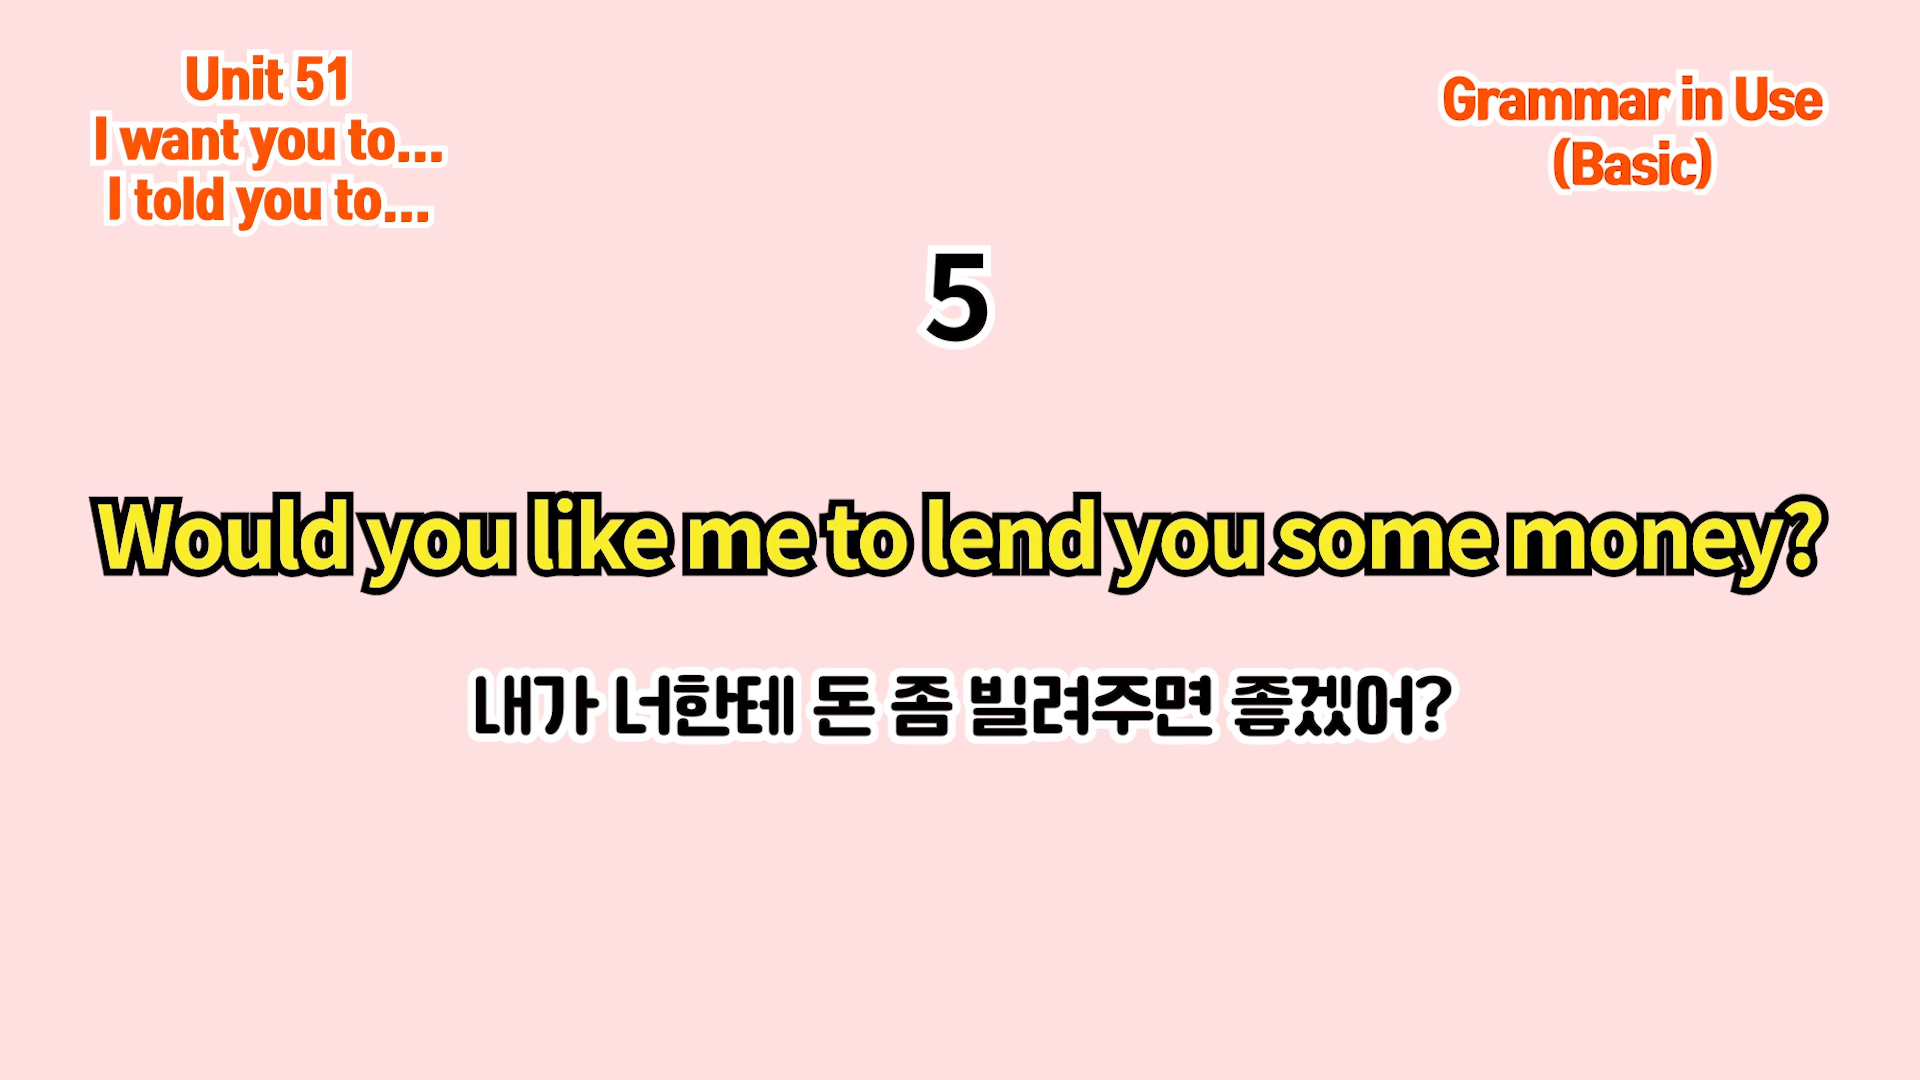 Unit 51
I want you to...
I told you to...
Grammar in Use
(Basic)
5
Would you like me to lend you some money?
내가 너한테 돈 좀 빌려주면 좋겠어?